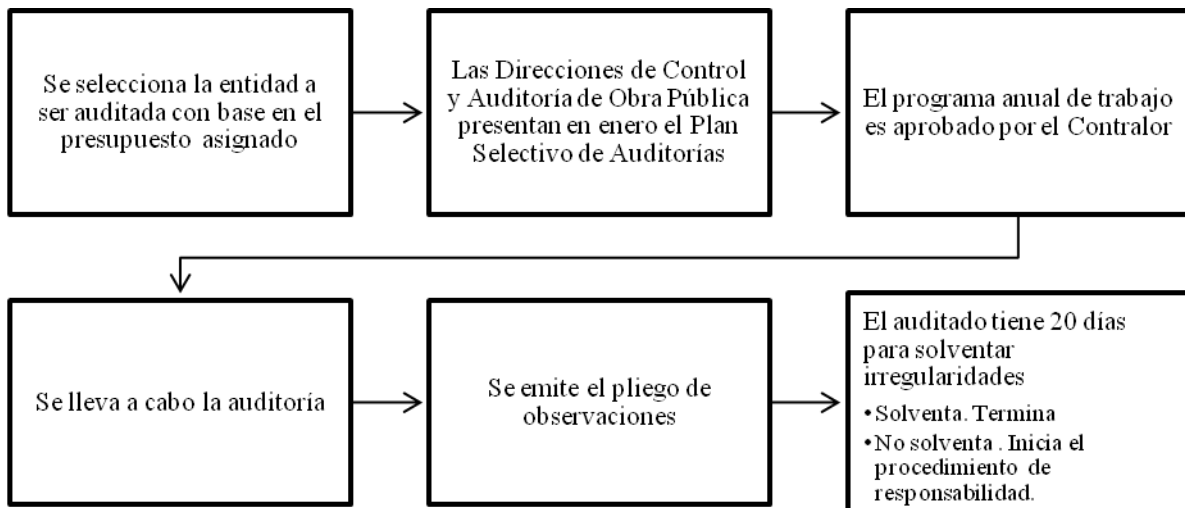 Se selecciona la entidad a
ser auditada con base en el
presupuesto asignado
Las Direcciones de Control
y Auditoría de Obra Pública
presentan en enero el Plan
Selectivo de Auditorías
El programa anual de trabajo
es aprobado por el Contralor
Se lleva a cabo la auditoría
Se emite el pliego de
observaciones
El auditado tiene 20 días
para solventar
irregularidades
•Solventa. Termina
•No solventa . Inicia el
procedimiento de
responsabilidad.